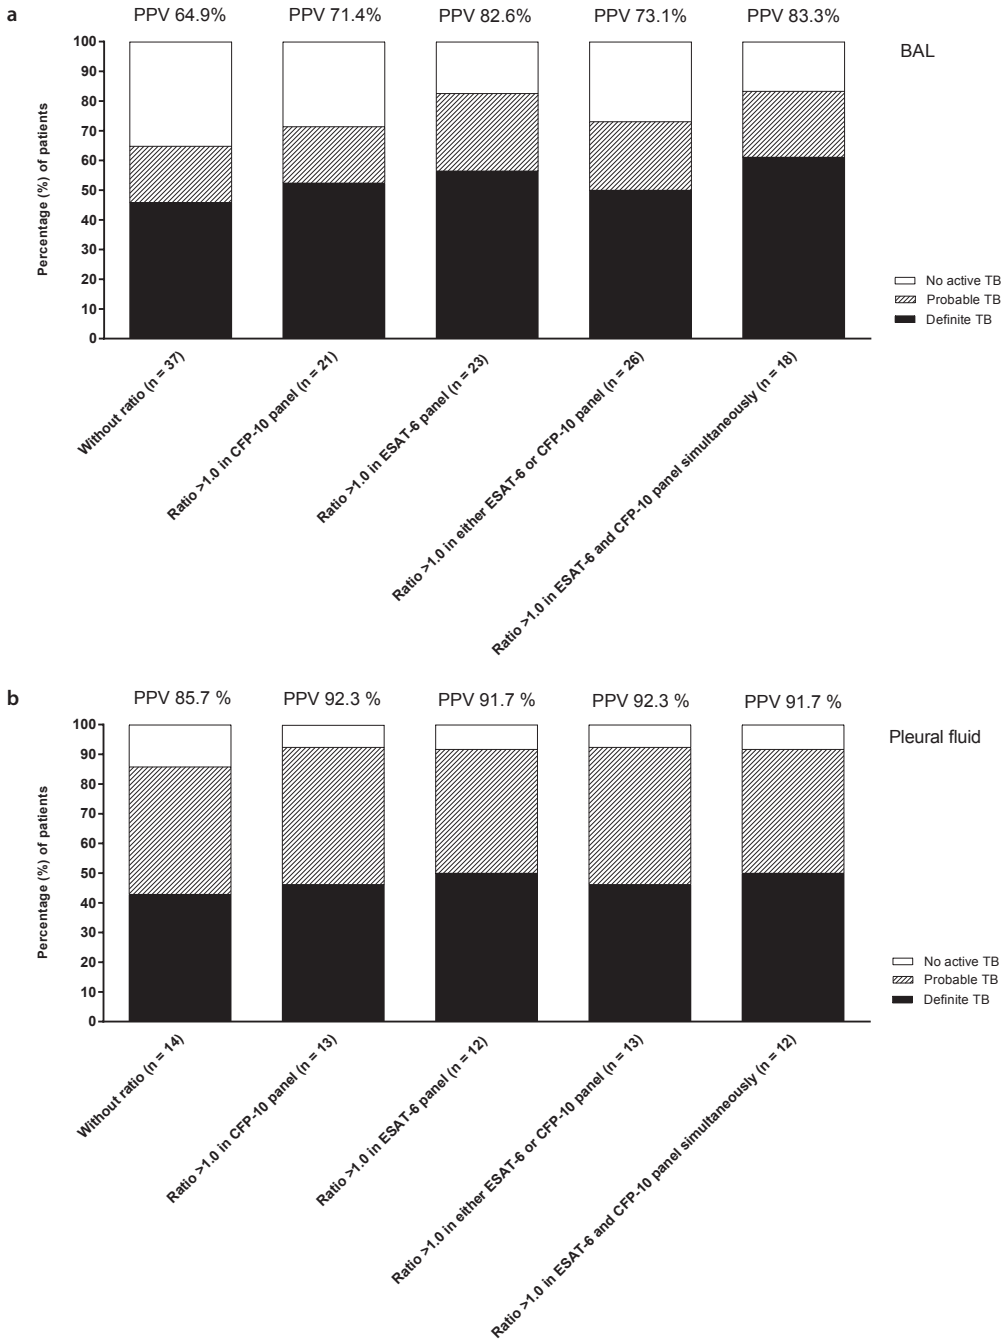 a
PPV 64.9%
PPV 71.4%
PPV 82.6%
PPV 73.1%
PPV 83.3%
BAL
Percentage (%) of patients
100
90
80
70
60
50
40
30
20
10
0
No active TB
Probable TB
Definite TB
Without ratio (n = 37)
Ratio >1.0 in CFP-10 panel (n = 21)
Ratio >1.0 in ESAT-6 panel (n = 23)
Ratio >1.0 in either ESAT-6 or CFP-10 panel (n = 26)
Ratio >1.0 in ESAT-6 and CFP-10 panel simultaneously (n = 18)
b
PPV 85.7 %
PPV 92.3 %
PPV 91.7 %
PPV 92.3 %
PPV 91.7 %
Pleural fluid
Percentage (%) of patients
100
90
80
70
60
50
40
30
20
10
0
No active TB
Probable TB
Definite TB
Without ratio (n = 14)
Ratio >1.0 in CFP-10 panel (n = 13)
Ratio >1.0 in ESAT-6 panel (n = 12)
Ratio >1.0 in either ESAT-6 or CFP-10 panel (n = 13)
Ratio >1.0 in ESAT-6 and CFP-10 panel simultaneously (n = 12)